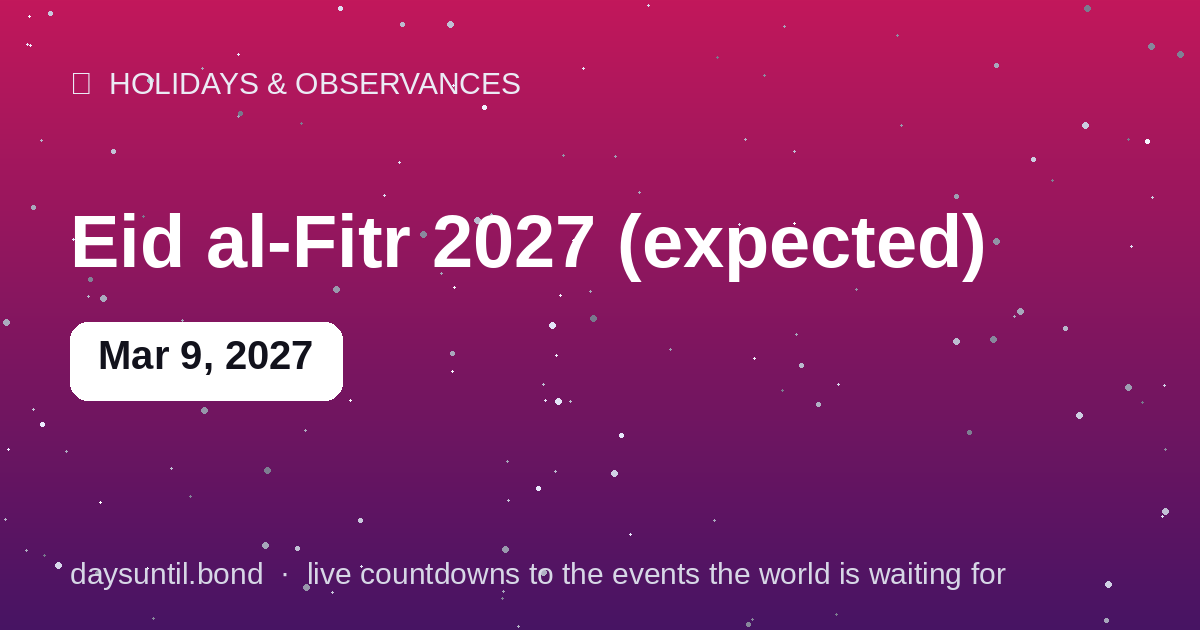 HOLIDAYS & OBSERVANCES
Eid al-Fitr 2027 (expected)
Mar 9, 2027
daysuntil.bond · live countdowns to the events the world is waiting for